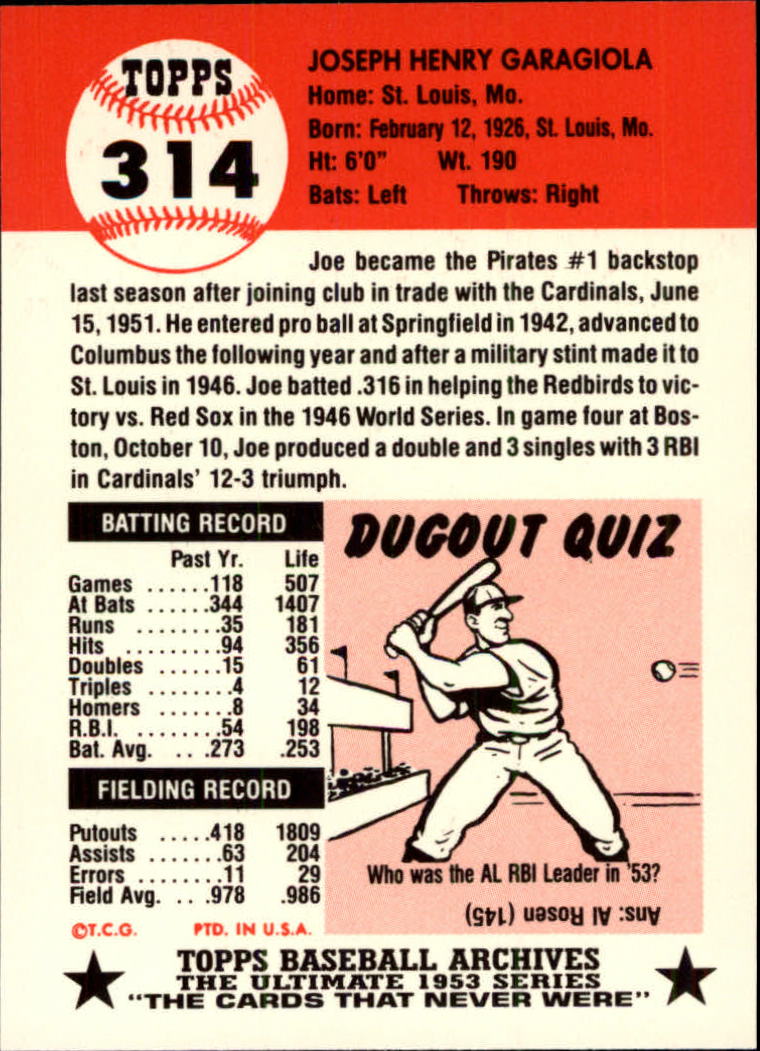 TOPPS
314
JOSEPH HENRY GARAGIOLA
Home: St. Louis, Mo.
Born: February 12, 1926, St. Louis, Mo.
Ht: 6'0" Wt. 190
Bats: Left Throws: Right
Joe became the Pirates #1 backstop
last season after joining club in trade with the Cardinals, June
15, 1951. He entered pro ball at Springfield in 1942, advanced to
Columbus the following year and after a military stint made it to
St. Louis in 1946. Joe batted .316 in helping the Redbirds to vic-
tory vs. Red Sox in the 1946 World Series. In game four at Bos-
ton, October 10, Joe produced a double and 3 singles with 3 RBI
in Cardinals' 12-3 triumph.
BATTING RECORD
Past Yr. Life
Games ......118 507
At Bats ......344 1407
Runs ........35 181
Hits .........94 356
Doubles ......15 61
Triples ........4 12
Homers .......8 34
R.B.I. ........54 198
Bat. Avg. .. .273 .253
FIELDING RECORD
Putouts .....418 1809
Assists .......63 204
Errors ........11 29
Field Avg. .. .978 .986
©T.C.G. PTD. IN U.S.A.
DUGOUT QUIZ
Who was the AL RBI Leader in '53?
Ans: Al Rosen (145)
TOPPS BASEBALL ARCHIVES
THE ULTIMATE 1953 SERIES
"THE CARDS THAT NEVER WERE"